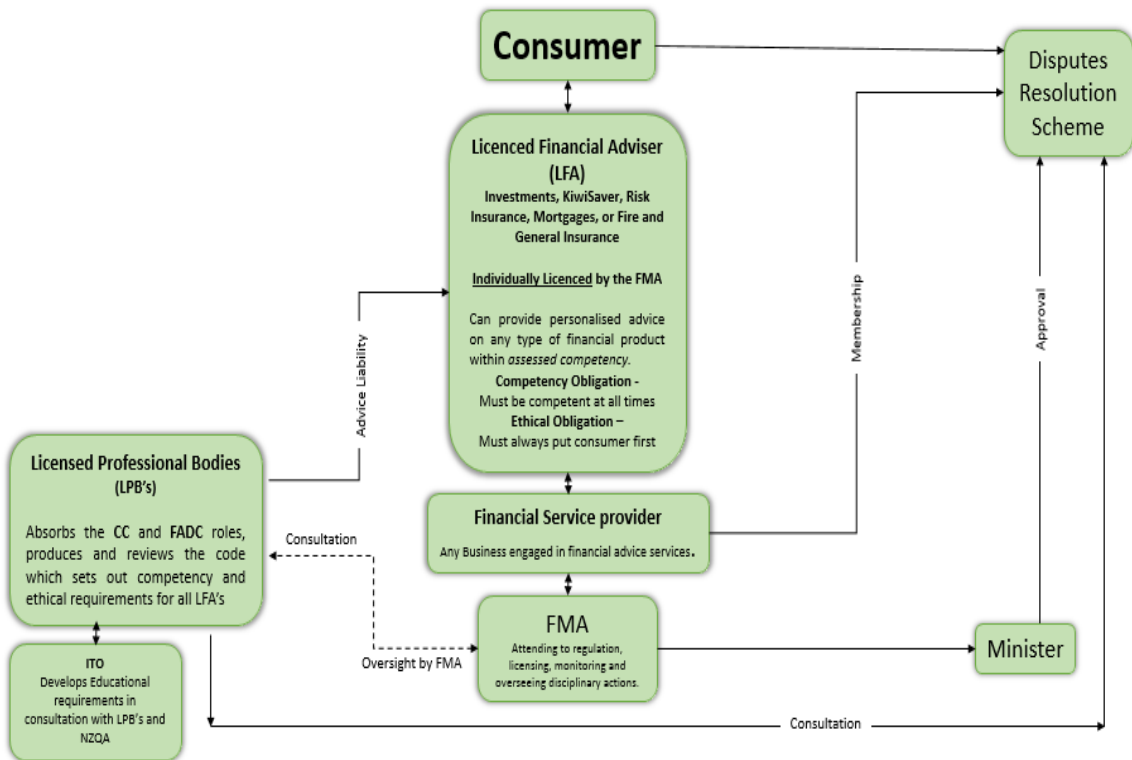 Consumer
Disputes
Resolution
Scheme
Licenced Financial Adviser
(LFA)
Investments, KiwiSaver, Risk
Insurance, Mortgages, or Fire and
General Insurance
Individually Licenced by the FMA
Can provide personalised advice
on any type of financial product
within assessed competency.
Competency Obligation -
Must be competent at all times
Ethical Obligation –
Must always put consumer first
Advice Liability
Membership
Approval
Licensed Professional Bodies
(LPB's)
Absorbs the CC and FADC roles,
produces and reviews the code
which sets out competency and
ethical requirements for all LFA's
Financial Service provider
Any Business engaged in financial advice services.
Consultation
Oversight by FMA
FMA
Attending to regulation,
licensing, monitoring and
overseeing disciplinary actions.
Minister
ITO
Develops Educational
requirements in
consultation with LPB's and
NZQA
Consultation